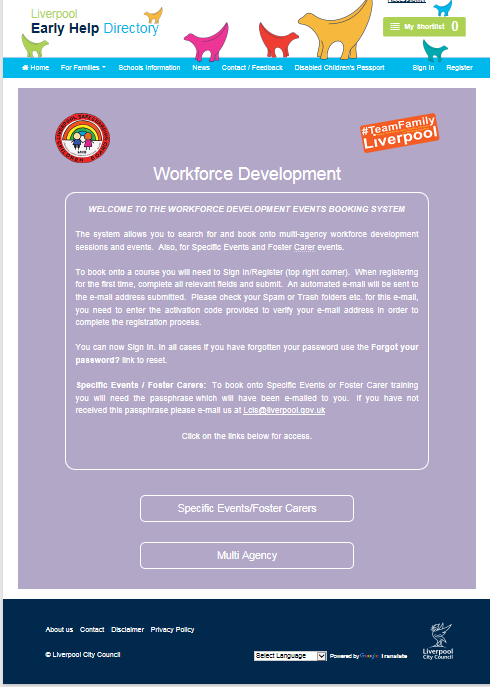 Liverpool
Early Help Directory
My Shortlist 0
Home For Families Schools Information News Contact / Feedback Disabled Children's Passport Sign In Register
LIVERPOOL SAFEGUARDING CHILDREN BOARD
#TeamFamily
Liverpool
Workforce Development
WELCOME TO THE WORKFORCE DEVELOPMENT EVENTS BOOKING SYSTEM
The system allows you to search for and book onto multi-agency workforce development
sessions and events. Also, for Specific Events and Foster Carer events.
To book onto a course you will need to Sign in/Register (top right corner). When registering
for the first time, complete all relevant fields and submit. An automated e-mail will be sent to
the e-mail address submitted. Please check your Spam or Trash folders etc. for this e-mail,
you need to enter the activation code provided to verify your e-mail address in order to
complete the registration process.
You can now Sign In. In all cases if you have forgotten your password use the Forgot your
password? link to reset.
Specific Events / Foster Carers: To book onto Specific Events or Foster Carer training
you will need the passphrase which will have been e-mailed to you. If you have not
received this passphrase please e-mail us at Lcls@liverpool.gov.uk
Click on the links below for access.
Specific Events/Foster Carers
Multi Agency
About us Contact Disclaimer Privacy Policy
© Liverpool City Council
Select Language Powered by Google Translate
Liverpool
City Council